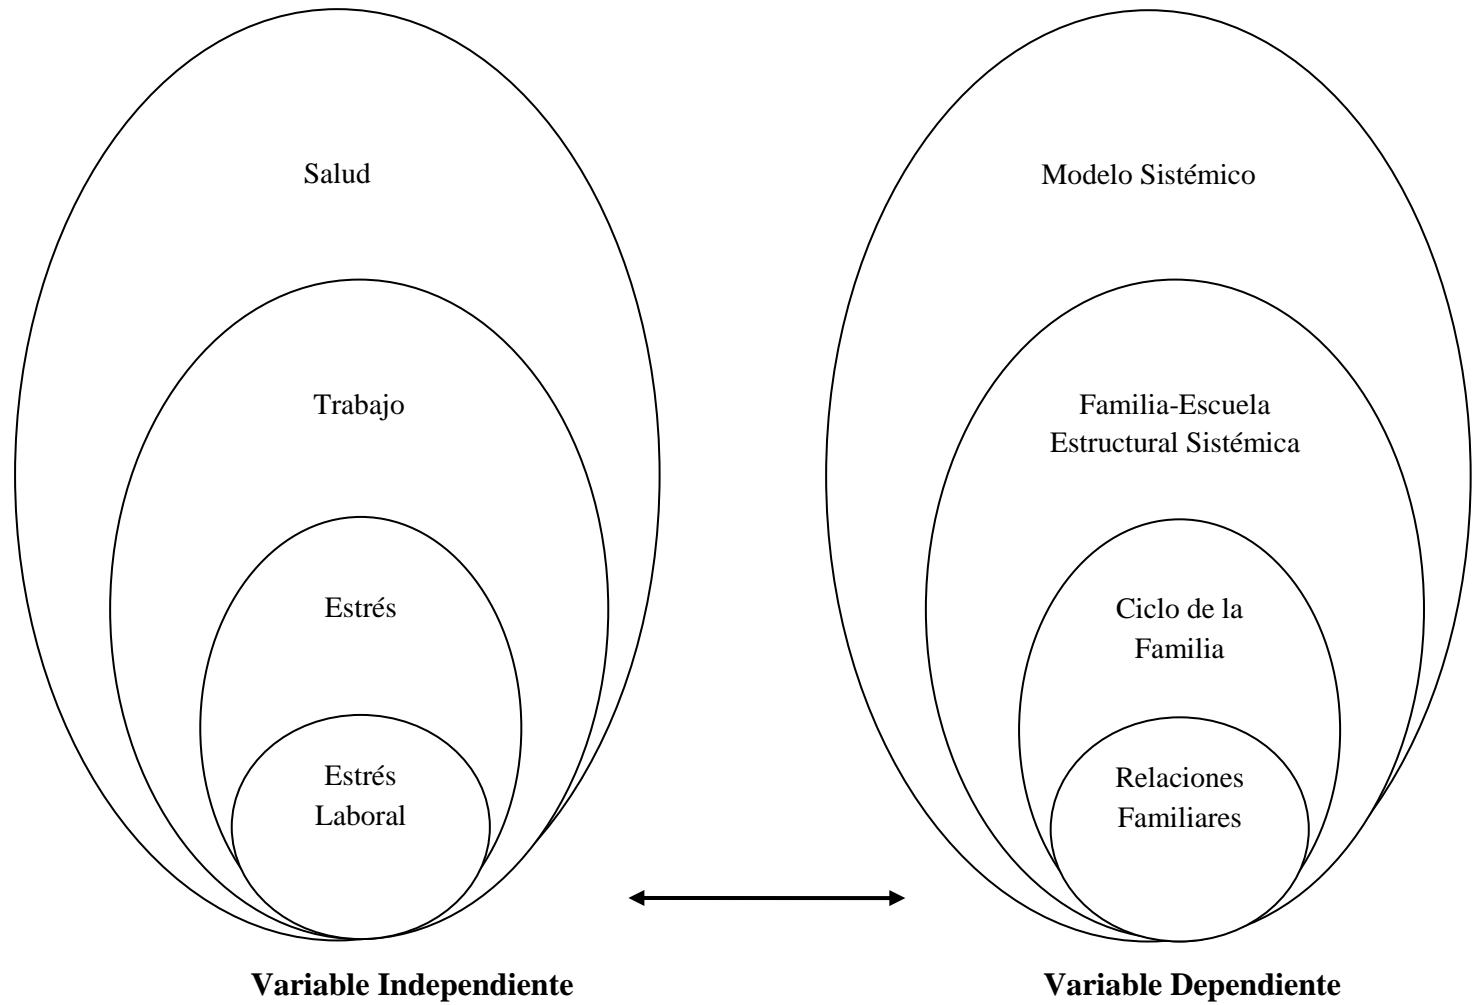 Salud
Trabajo
Estrés
Estrés
Laboral
Variable Independiente
Modelo Sistémico
Familia-Escuela
Estructural Sistémica
Ciclo de la
Familia
Relaciones
Familiares
Variable Dependiente